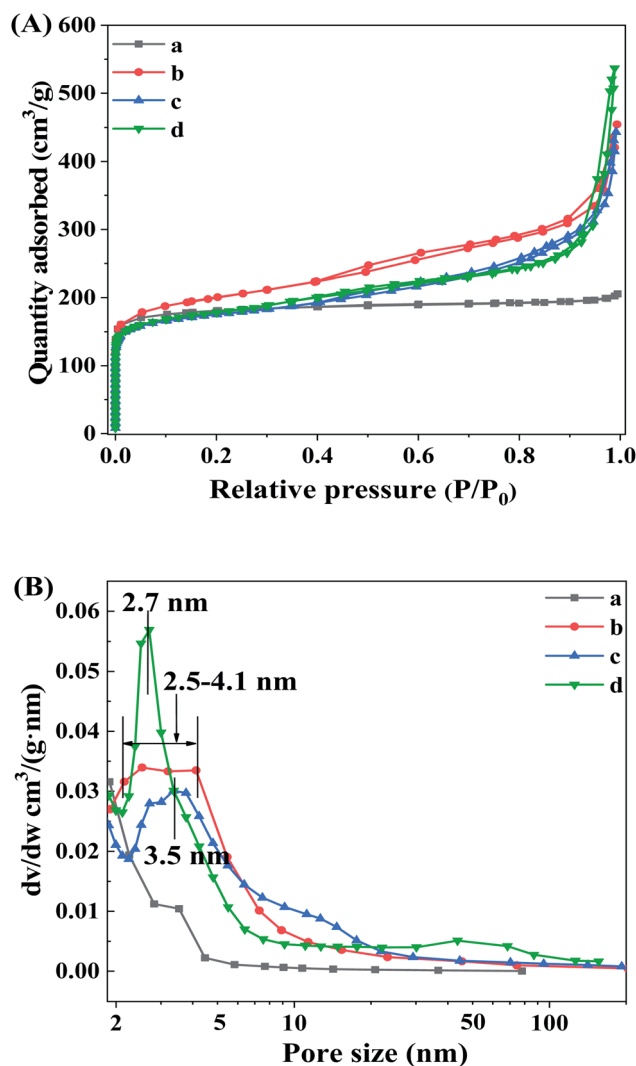 (A)
a
b
c
d
600
500
400
300
200
100
0
Quantity adsorbed (cm³/g)
0.0 0.2 0.4 0.6 0.8 1.0
Relative pressure (P/P₀)
(B)
2.7 nm
a
b
c
d
2.5-4.1 nm
3.5 nm
0.06
0.05
0.04
0.03
0.02
0.01
0.00
dv/dw cm³/(g·nm)
2 5 10 50 100
Pore size (nm)